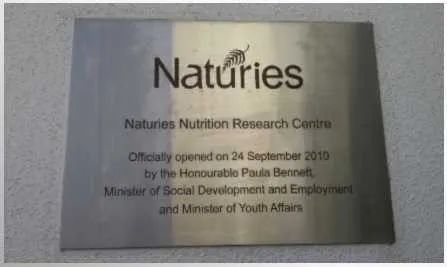 Naturies
Naturies Nutrition Research Centre
Officially opened on 24 September 2010
by the Honourable Paula Bennett,
Minister of Social Development and Employment
and Minister of Youth Affairs